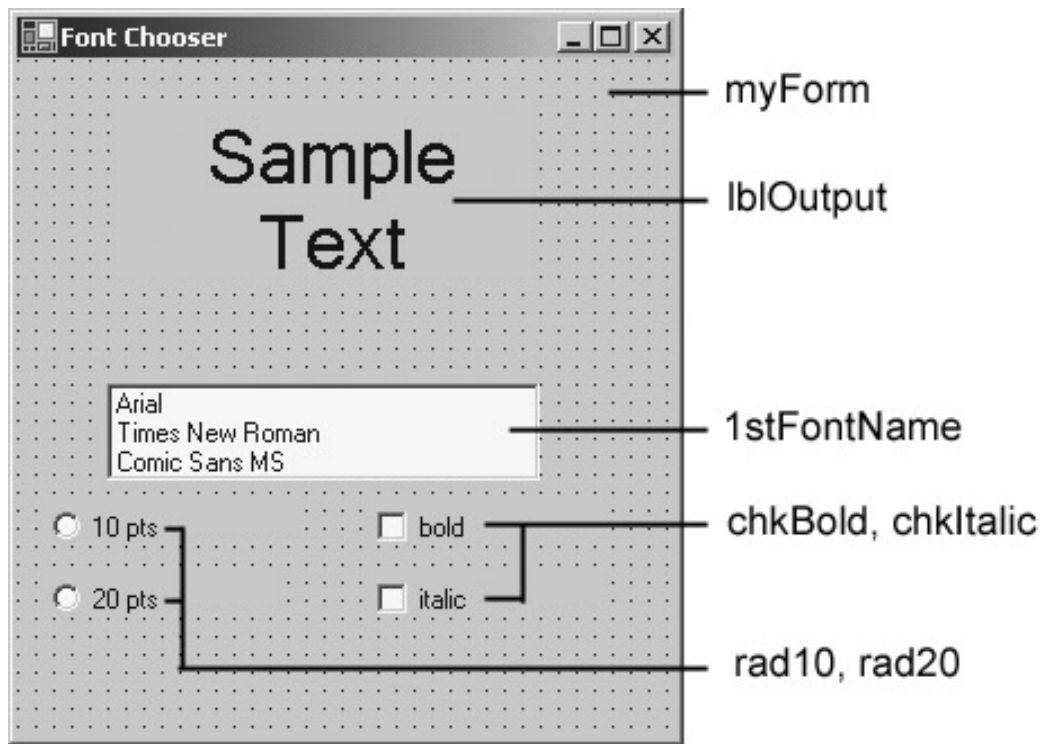 Font Chooser
myForm
Sample
Text
lblOutput
Arial
Times New Roman
Comic Sans MS
1stFontName
10 pts
bold
chkBold, chkItalic
20 pts
italic
rad10, rad20